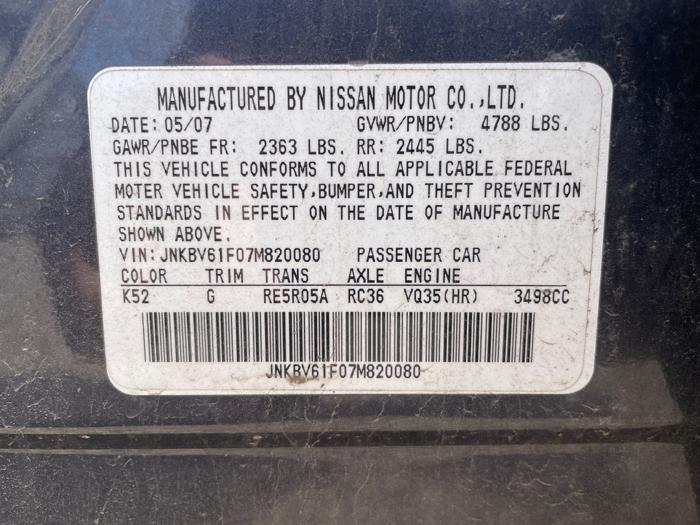 MANUFACTURED BY NISSAN MOTOR CO.,LTD.
DATE: 05/07 GVWR/PNBV: 4788 LBS.
GAWR/PNBE FR: 2363 LBS. RR: 2445 LBS.
THIS VEHICLE CONFORMS TO ALL APPLICABLE FEDERAL
MOTER VEHICLE SAFETY,BUMPER,AND THEFT PREVENTION
STANDARDS IN EFFECT ON THE DATE OF MANUFACTURE
SHOWN ABOVE.
VIN:JNKBV61F07M820080 PASSENGER CAR
COLOR TRIM TRANS AXLE ENGINE
K52 G RE5R05A RC36 VQ35(HR) 3498CC
JNKBV61F07M820080